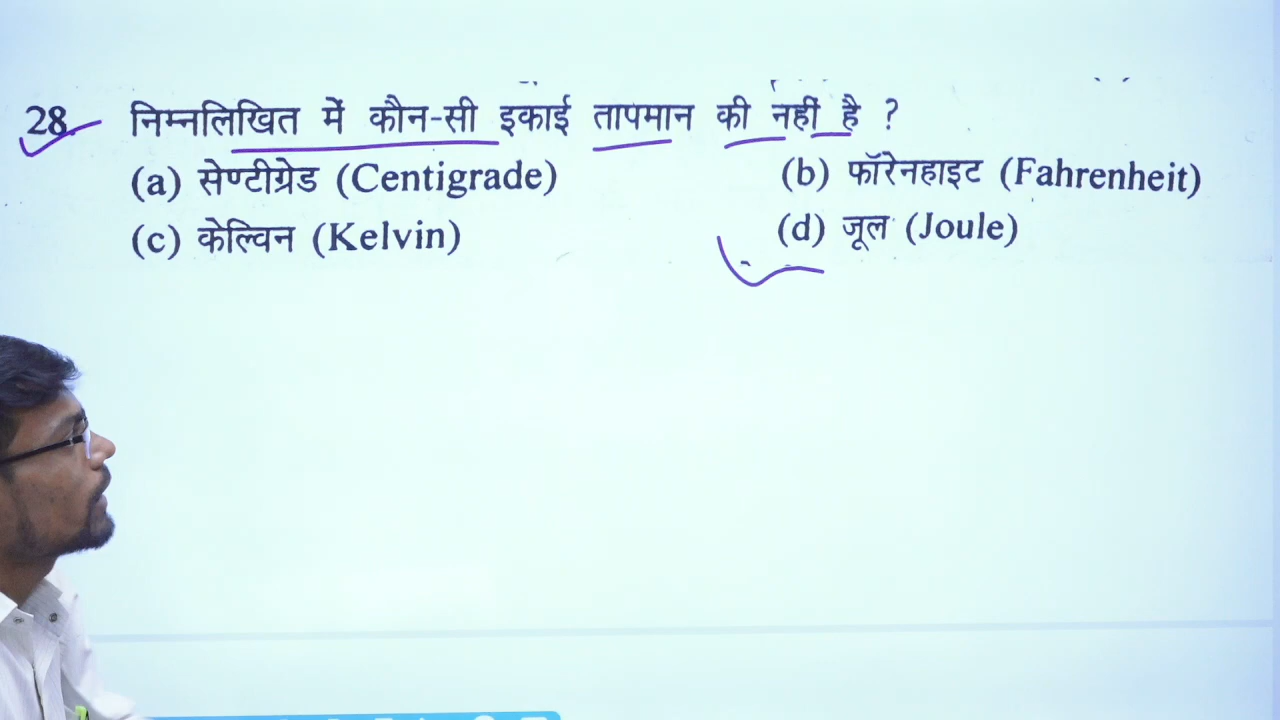 28. निम्नलिखित में कौन-सी इकाई तापमान की नहीं है ?
(a) सेण्टीग्रेड (Centigrade) (b) फॉरेनहाइट (Fahrenheit)
(c) केल्विन (Kelvin) (d) जूल (Joule)